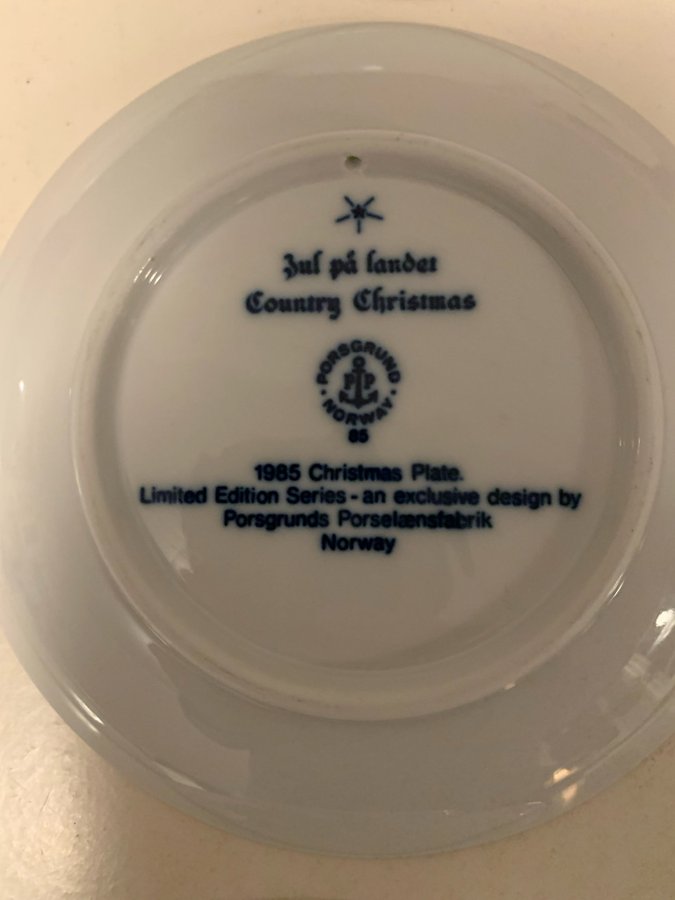 Jul på landet
Country Christmas
PORSGRUND
PP
· NORWAY ·
85
1985 Christmas Plate.
Limited Edition Series - an exclusive design by
Porsgrunds Porselænsfabrik
Norway